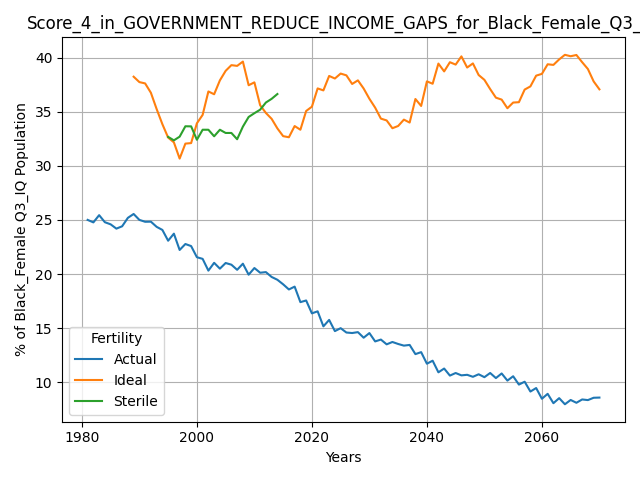 Score_4_in_GOVERNMENT_REDUCE_INCOME_GAPS_for_Black_Female_Q3_
% of Black_Female Q3_IQ Population
40
35
30
25
20
15
10
Fertility
Actual
Ideal
Sterile
1980
2000
2020
2040
2060
Years